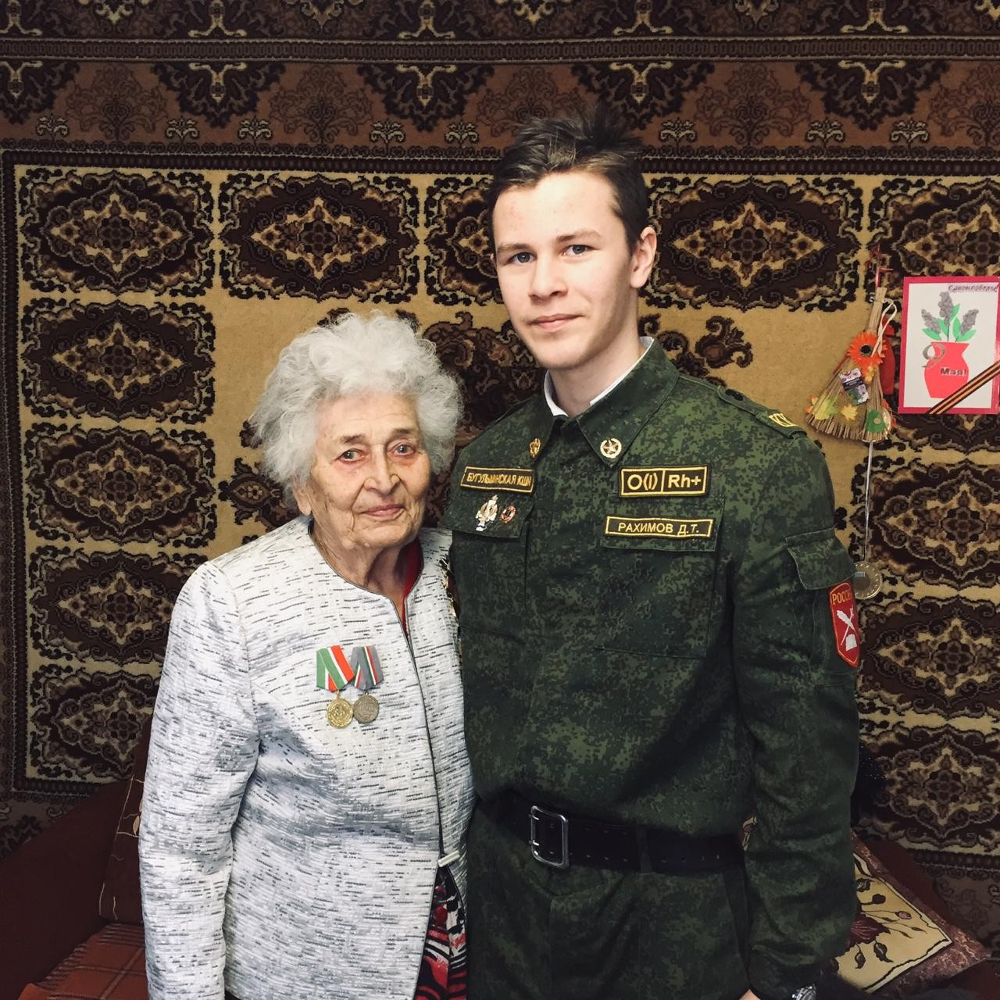 9
Мая!
БУГУЛЬМИНСКАЯ КШИ
O(I) Rh+
РАХИМОВ Д.Т.
РОССИЯ